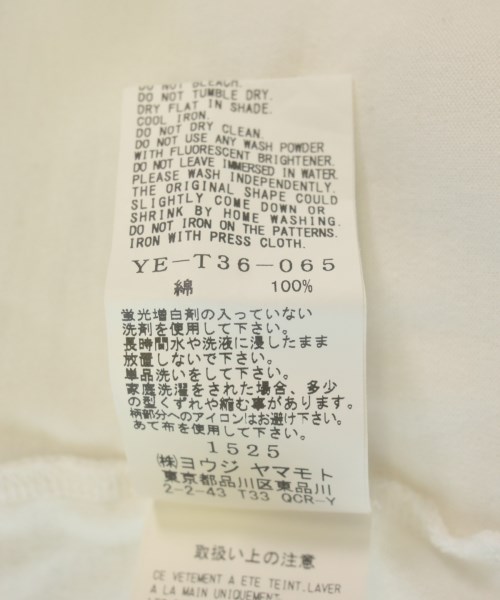 DO NOT BLEACH.
DO NOT TUMBLE DRY.
DRY FLAT IN SHADE.
COOL IRON.
DO NOT DRY CLEAN.
DO NOT USE ANY WASH POWDER
WITH FLUORESCENT BRIGHTENER.
DO NOT LEAVE IMMERSED IN WATER.
PLEASE WASH INDEPENDENTLY.
THE ORIGINAL SHAPE COULD
SLIGHTLY COME DOWN OR
SHRINK BY HOME WASHING.
DO NOT IRON ON THE PATTERNS.
IRON WITH PRESS CLOTH.
YE-T36-065
綿 100%
蛍光増白剤の入っていない
洗剤を使用して下さい。
長時間水や洗液に浸したまま
放置しないで下さい。
単品洗いをして下さい。
家庭洗濯をされた場合、多少
の型くずれや縮む事があります。
柄部分へのアイロンはお避け下さい。
あて布を使用して下さい。
1525
㈱ヨウジ ヤマモト
東京都品川区東品川
2-2-43 T33 QCR-Y
取扱い上の注意
CE VETEMENT A ETE TEINT.LAVER
A LA MAIN UNIQUEMENT.